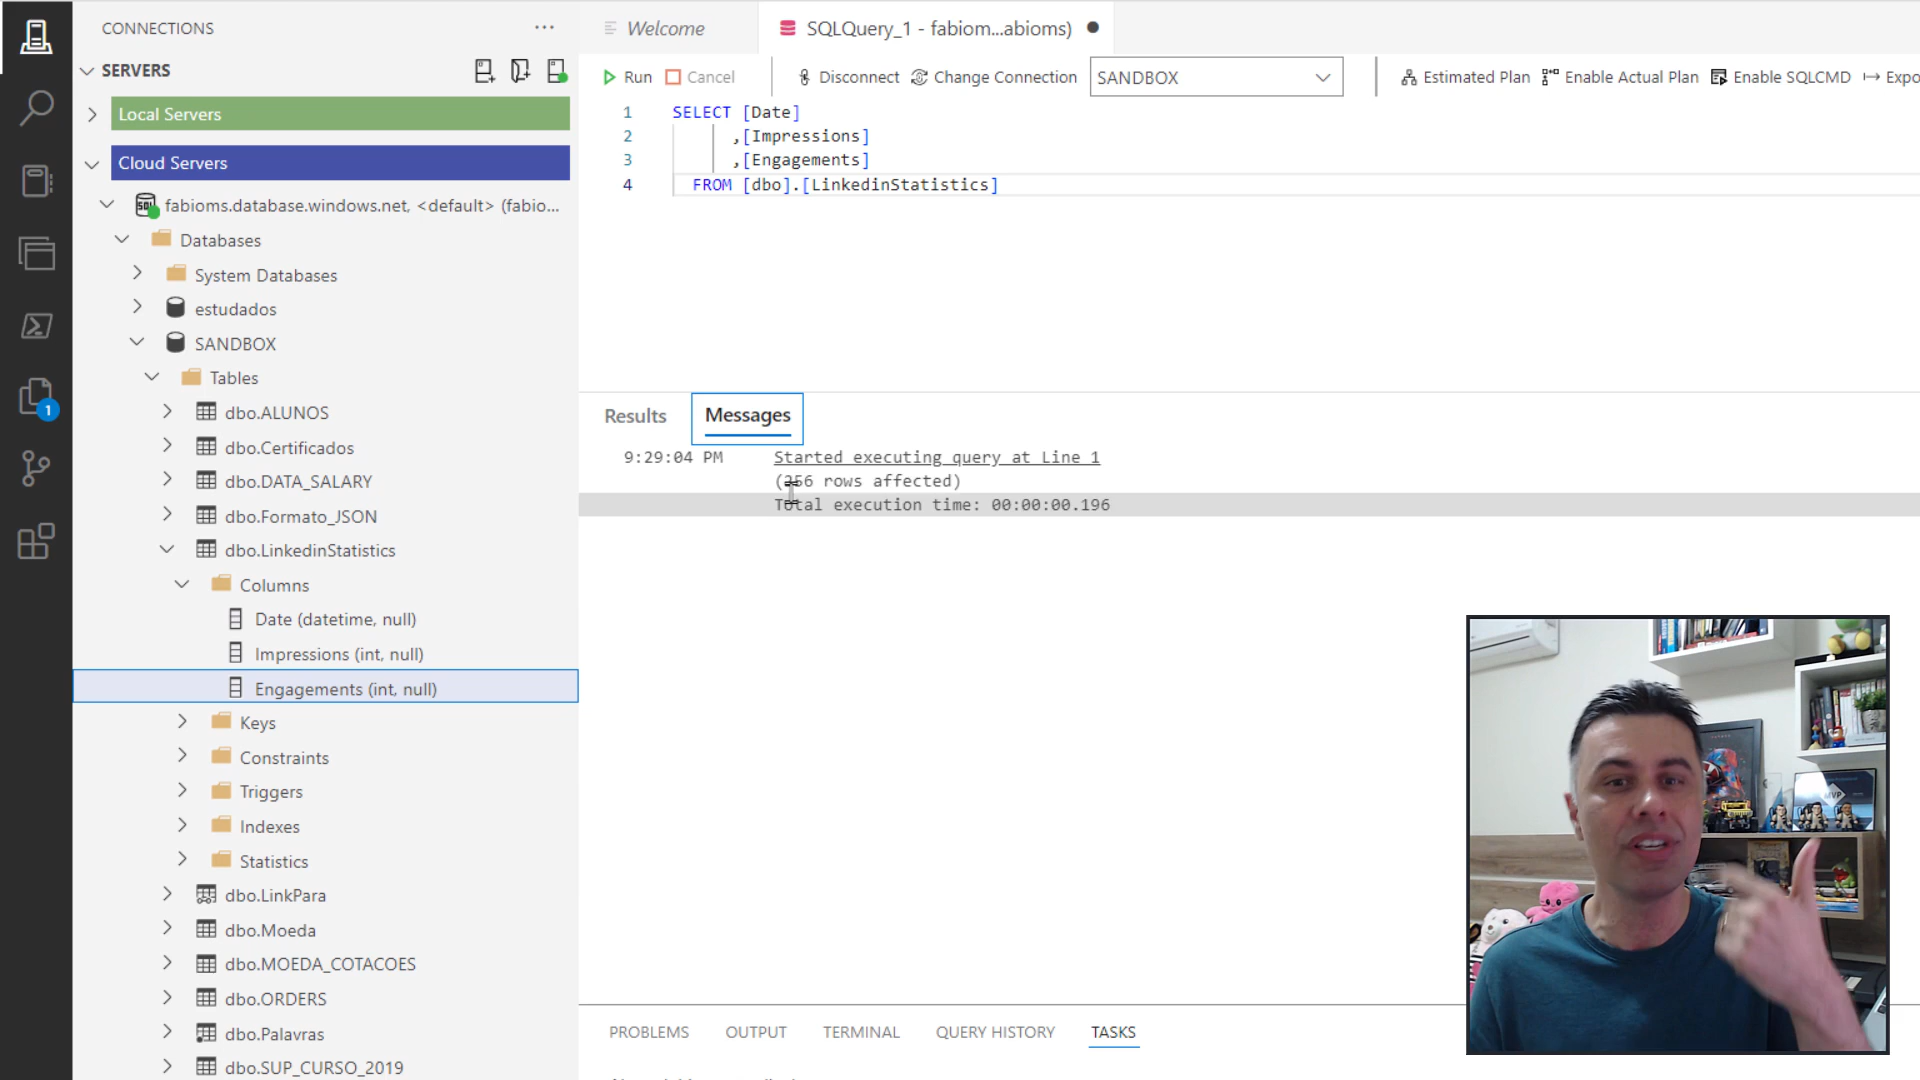 CONNECTIONS
SERVERS
Local Servers
Cloud Servers
fabioms.database.windows.net, <default> (fabio...
Databases
System Databases
estudados
SANDBOX
Tables
dbo.ALUNOS
dbo.Certificados
dbo.DATA_SALARY
dbo.Formato_JSON
dbo.LinkedinStatistics
Columns
Date (datetime, null)
Impressions (int, null)
Engagements (int, null)
Keys
Constraints
Triggers
Indexes
Statistics
dbo.LinkPara
dbo.Moeda
dbo.MOEDA_COTACOES
dbo.ORDERS
dbo.Palavras
dbo.SUP_CURSO_2019
1
Welcome
SQLQuery_1 - fabiom...abioms)
Run Cancel Disconnect Change Connection SANDBOX Estimated Plan Enable Actual Plan Enable SQLCMD Expo
1 SELECT [Date]
2 ,[Impressions]
3 ,[Engagements]
4 FROM [dbo].[LinkedinStatistics]
Results Messages
9:29:04 PM Started executing query at Line 1
(256 rows affected)
Total execution time: 00:00:00.196
PROBLEMS OUTPUT TERMINAL QUERY HISTORY TASKS
MVP